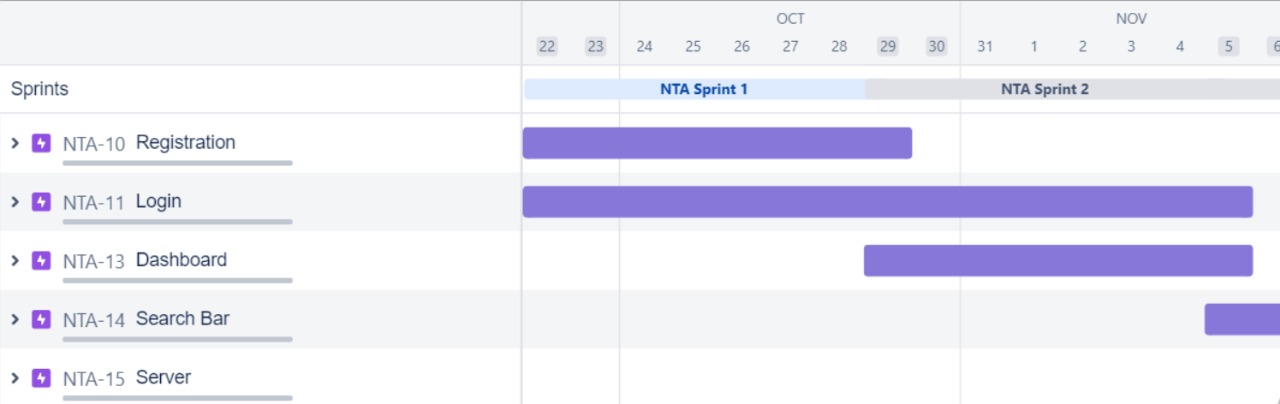 OCT NOV
22 23 24 25 26 27 28 29 30 31 1 2 3 4 5 6
Sprints NTA Sprint 1 NTA Sprint 2
NTA-10 Registration
NTA-11 Login
NTA-13 Dashboard
NTA-14 Search Bar
NTA-15 Server